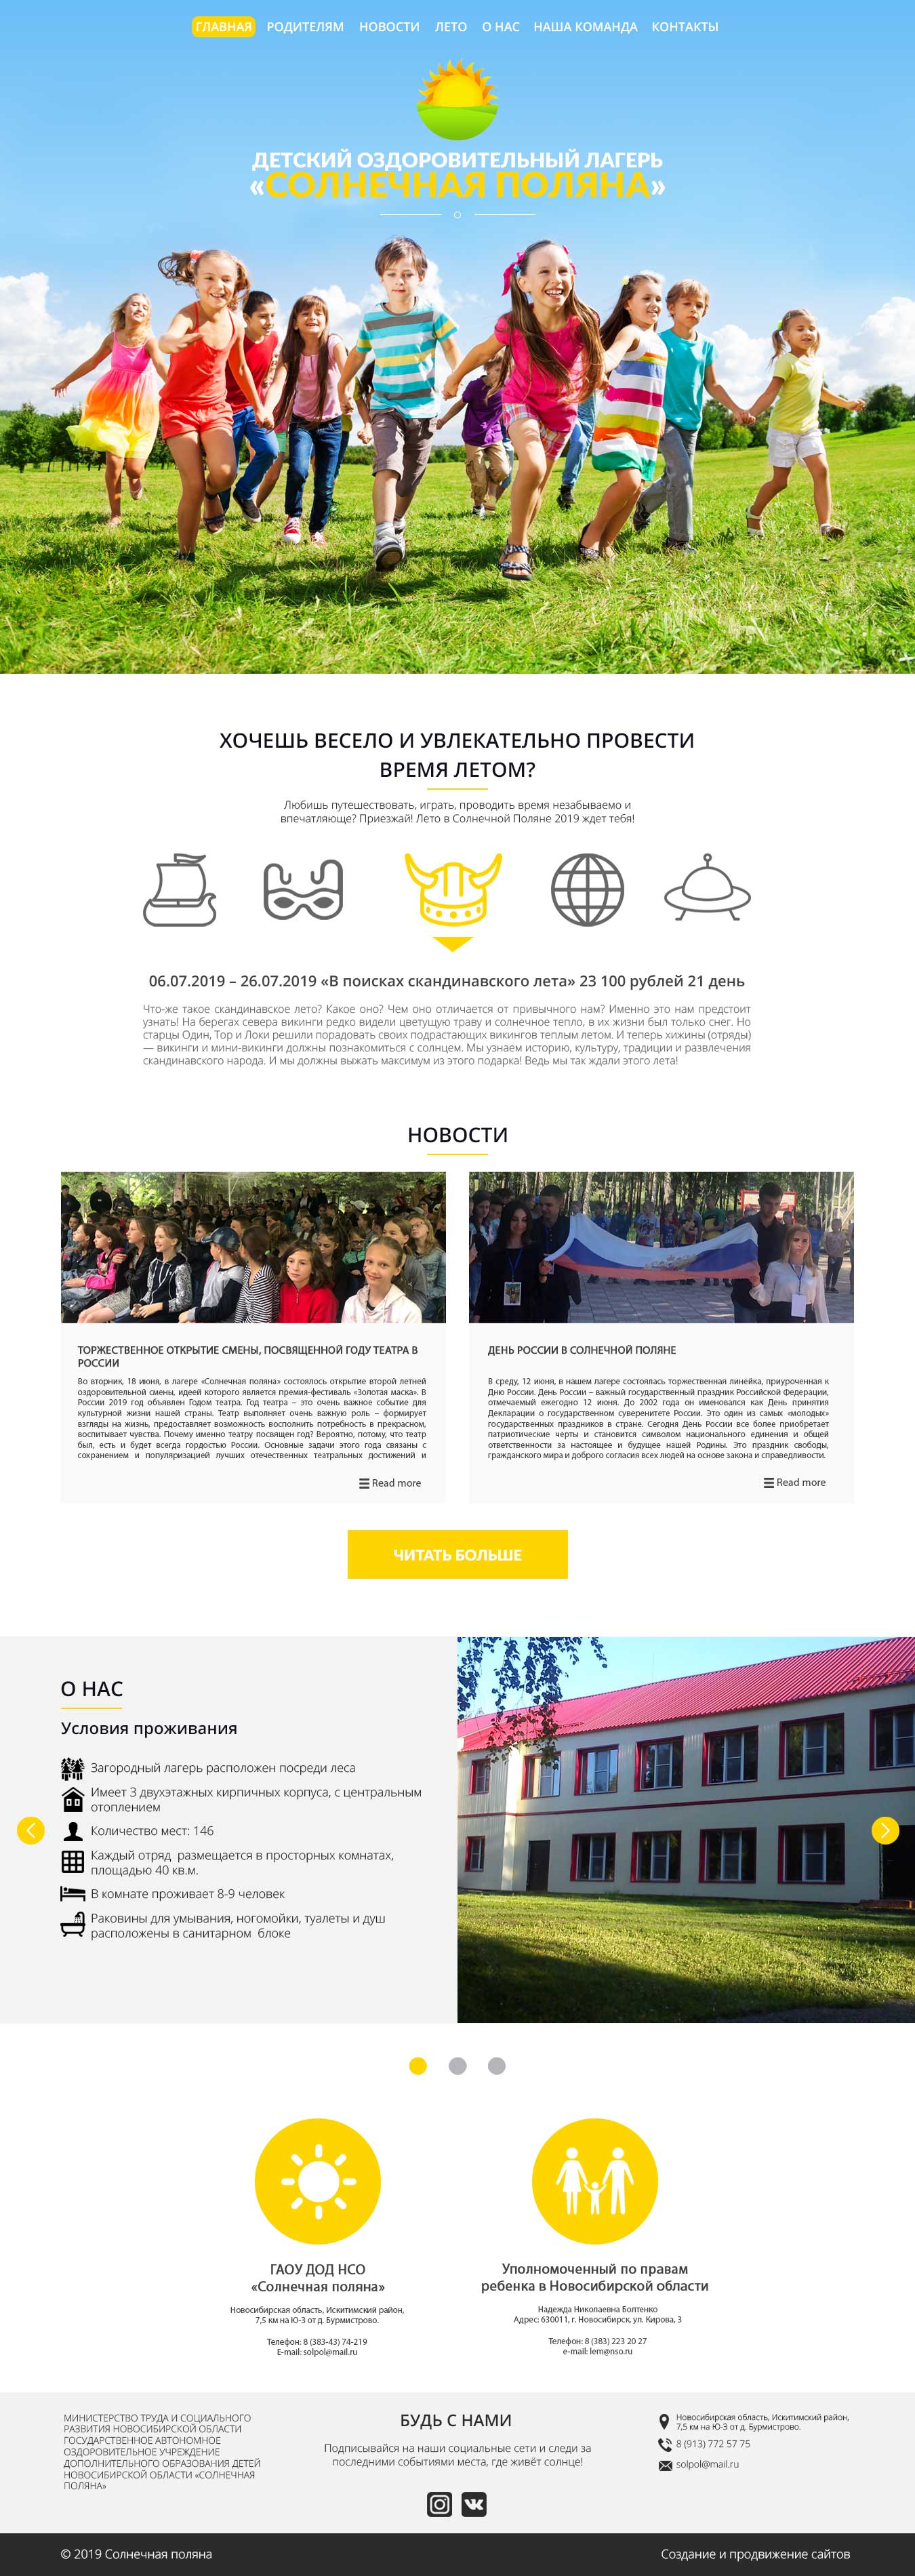 ГЛАВНАЯ РОДИТЕЛЯМ НОВОСТИ ЛЕТО О НАС НАША КОМАНДА КОНТАКТЫ
ДЕТСКИЙ ОЗДОРОВИТЕЛЬНЫЙ ЛАГЕРЬ
«СОЛНЕЧНАЯ ПОЛЯНА»
ХОЧЕШЬ ВЕСЕЛО И УВЛЕКАТЕЛЬНО ПРОВЕСТИ
ВРЕМЯ ЛЕТОМ?
Любишь путешествовать, играть, проводить время незабываемо и
впечатляюще? Приезжай! Лето в Солнечной Поляне 2019 ждет тебя!
06.07.2019 – 26.07.2019 «В поисках скандинавского лета» 23 100 рублей 21 день
Что-же такое скандинавское лето? Какое оно? Чем оно отличается от привычного нам? Именно это нам предстоит
узнать! На берегах севера викинги редко видели цветущую траву и солнечное тепло, в их жизни был только снег. Но
старцы Один, Тор и Локи решили порадовать своих подрастающих викингов теплым летом. И теперь хижины (отряды)
— викинги и мини-викинги должны познакомиться с солнцем. Мы узнаем историю, культуру, традиции и развлечения
скандинавского народа. И мы должны выжать максимум из этого подарка! Ведь мы так ждали этого лета!
НОВОСТИ
ТОРЖЕСТВЕННОЕ ОТКРЫТИЕ СМЕНЫ, ПОСВЯЩЕННОЙ ГОДУ ТЕАТРА В
РОССИИ
Во вторник, 18 июня, в лагере «Солнечная поляна» состоялось открытие второй летней
оздоровительной смены, идеей которого является премия-фестиваль «Золотая маска». В
России 2019 год объявлен Годом театра. Год театра – это очень важное событие для
культурной жизни нашей страны. Театр выполняет очень важную роль – формирует
взгляды на жизнь, предоставляет возможность восполнить потребность в прекрасном,
воспитывает чувства. Почему именно театру посвящен год? Вероятно, потому, что театр
был, есть и будет всегда гордостью России. Основные задачи этого года связаны с
сохранением и популяризацией лучших отечественных театральных достижений и
Read more
ДЕНЬ РОССИИ В СОЛНЕЧНОЙ ПОЛЯНЕ
В среду, 12 июня, в нашем лагере состоялась торжественная линейка, приуроченная к
Дню России. День России – важный государственный праздник Российской Федерации,
отмечаемый ежегодно 12 июня. До 2002 года он именовался как День принятия
Декларации о государственном суверенитете России. Это один из самых «молодых»
государственных праздников в стране. Сегодня День России все более приобретает
патриотические черты и становится символом национального единения и общей
ответственности за настоящее и будущее нашей Родины. Это праздник свободы,
гражданского мира и доброго согласия всех людей на основе закона и справедливости.
Read more
ЧИТАТЬ БОЛЬШЕ
О НАС
Условия проживания
Загородный лагерь расположен посреди леса
Имеет 3 двухэтажных кирпичных корпуса, с центральным
отоплением
Количество мест: 146
Каждый отряд размещается в просторных комнатах,
площадью 40 кв.м.
В комнате проживает 8-9 человек
Раковины для умывания, ногомойки, туалеты и душ
расположены в санитарном блоке
ГАОУ ДОД НСО
«Солнечная поляна»
Новосибирская область, Искитимский район,
7,5 км на Ю-З от д. Бурмистрово.
Телефон: 8 (383-43) 74-219
E-mail: solpol@mail.ru
Уполномоченный по правам
ребенка в Новосибирской области
Надежда Николаевна Болтенко
Адрес: 630011, г. Новосибирск, ул. Кирова, 3
Телефон: 8 (383) 223 20 27
e-mail: lem@nso.ru
МИНИСТЕРСТВО ТРУДА И СОЦИАЛЬНОГО
РАЗВИТИЯ НОВОСИБИРСКОЙ ОБЛАСТИ
ГОСУДАРСТВЕННОЕ АВТОНОМНОЕ
ОЗДОРОВИТЕЛЬНОЕ УЧРЕЖДЕНИЕ
ДОПОЛНИТЕЛЬНОГО ОБРАЗОВАНИЯ ДЕТЕЙ
НОВОСИБИРСКОЙ ОБЛАСТИ «СОЛНЕЧНАЯ
ПОЛЯНА»
БУДЬ С НАМИ
Подписывайся на наши социальные сети и следи за
последними событиями места, где живёт солнце!
Новосибирская область, Искитимский район,
7,5 км на Ю-З от д. Бурмистрово.
8 (913) 772 57 75
solpol@mail.ru
© 2019 Солнечная поляна
Создание и продвижение сайтов